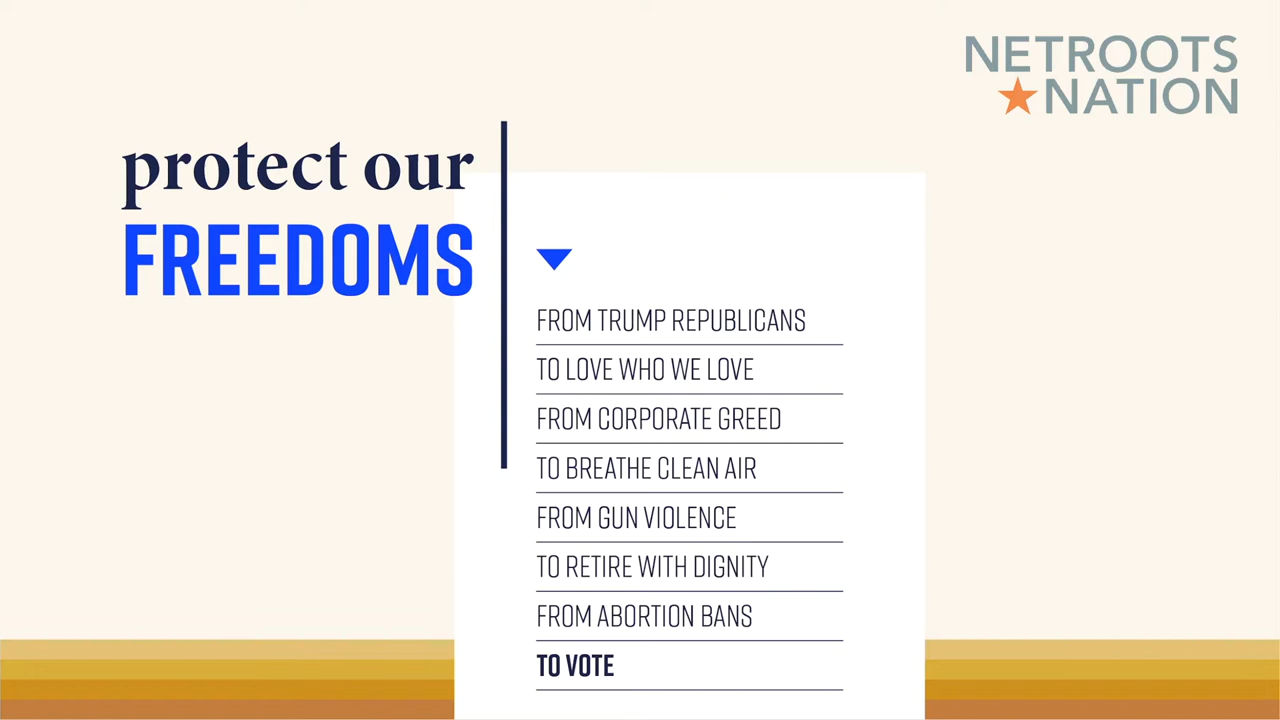 NETROOTS
NATION
protect our
FREEDOMS
FROM TRUMP REPUBLICANS
TO LOVE WHO WE LOVE
FROM CORPORATE GREED
TO BREATHE CLEAN AIR
FROM GUN VIOLENCE
TO RETIRE WITH DIGNITY
FROM ABORTION BANS
TO VOTE